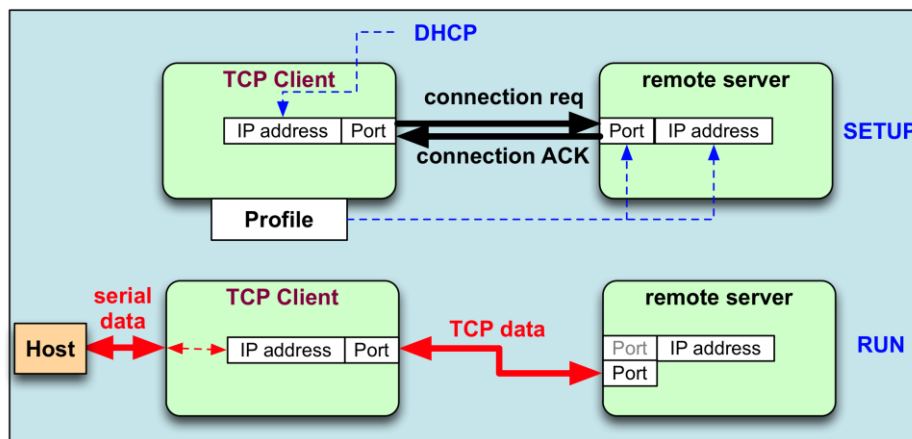 DHCP
TCP Client
remote server
connection req
IP address Port
Port IP address
SETUP
connection ACK
Profile
serial
data
TCP Client
remote server
TCP data
Host
IP address Port
Port IP address
Port
RUN